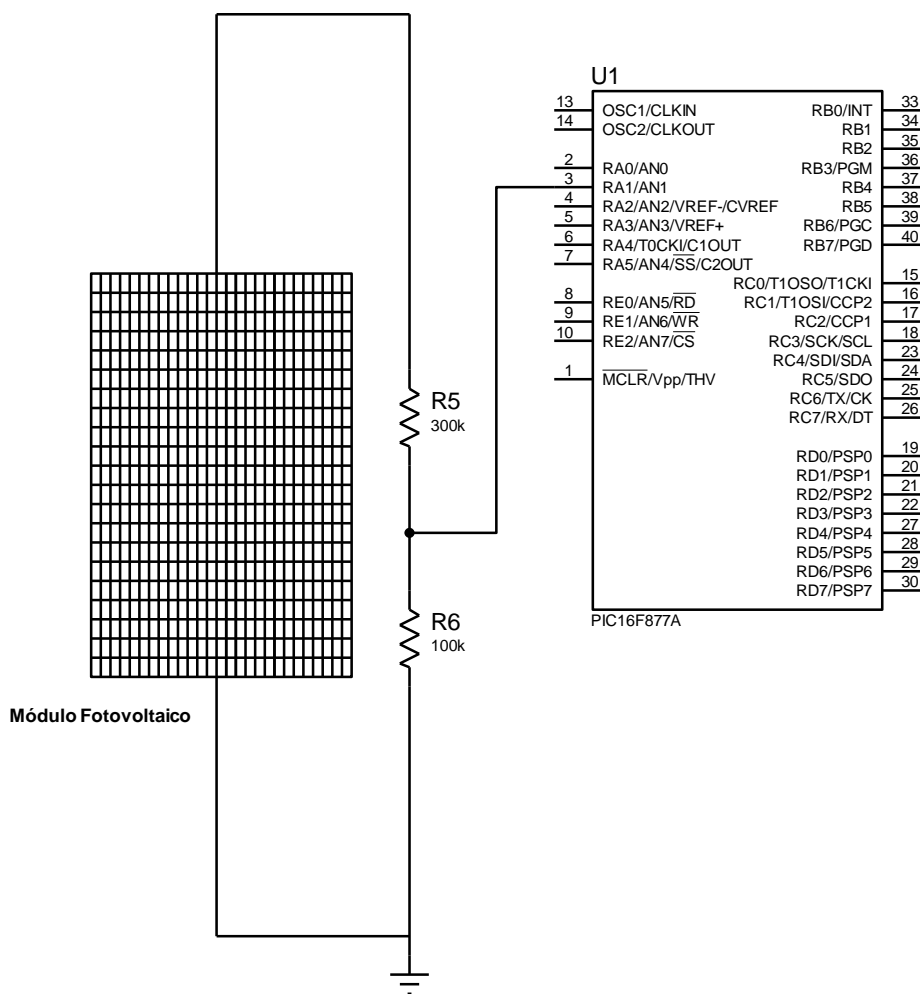 U1
13 OSC1/CLKIN RB0/INT 33
14 OSC2/CLKOUT RB1 34
RB2 35
2 RA0/AN0 RB3/PGM 36
3 RA1/AN1 RB4 37
4 RA2/AN2/VREF-/CVREF RB5 38
5 RA3/AN3/VREF+ RB6/PGC 39
6 RA4/T0CKI/C1OUT RB7/PGD 40
7 RA5/AN4/SS/C2OUT
RC0/T1OSO/T1CKI 15
8 RE0/AN5/RD RC1/T1OSI/CCP2 16
9 RE1/AN6/WR RC2/CCP1 17
10 RE2/AN7/CS RC3/SCK/SCL 18
RC4/SDI/SDA 23
1 MCLR/Vpp/THV RC5/SDO 24
RC6/TX/CK 25
RC7/RX/DT 26
RD0/PSP0 19
RD1/PSP1 20
RD2/PSP2 21
RD3/PSP3 22
RD4/PSP4 27
RD5/PSP5 28
RD6/PSP6 29
RD7/PSP7 30
PIC16F877A
R5
300k
R6
100k
Módulo Fotovoltaico